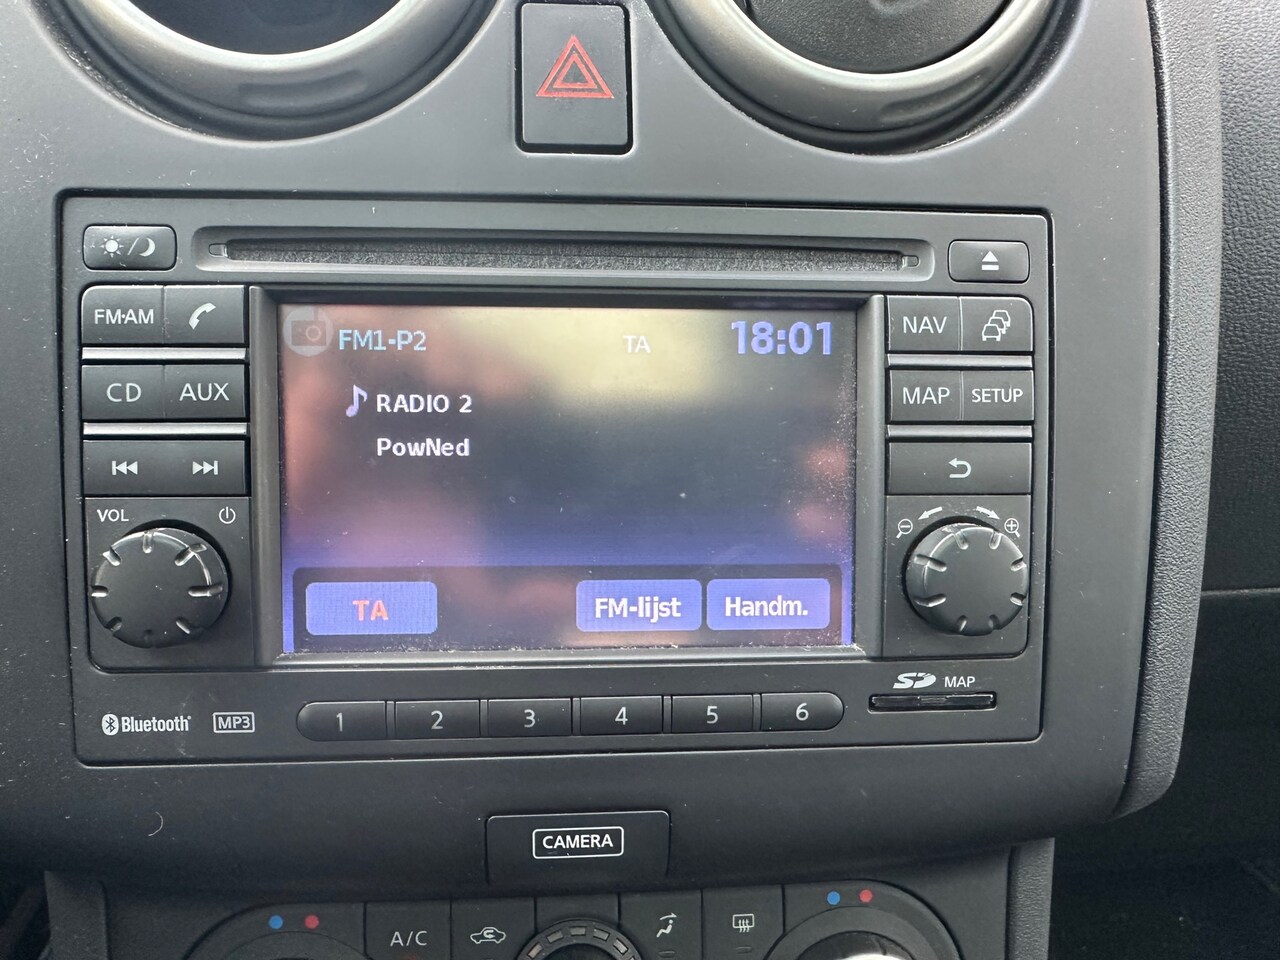 FM·AM
CD AUX
VOL
FM1-P2 TA 18:01
RADIO 2
PowNed
TA FM-lijst Handm.
NAV
MAP SETUP
SD MAP
Bluetooth MP3 1 2 3 4 5 6
CAMERA
A/C